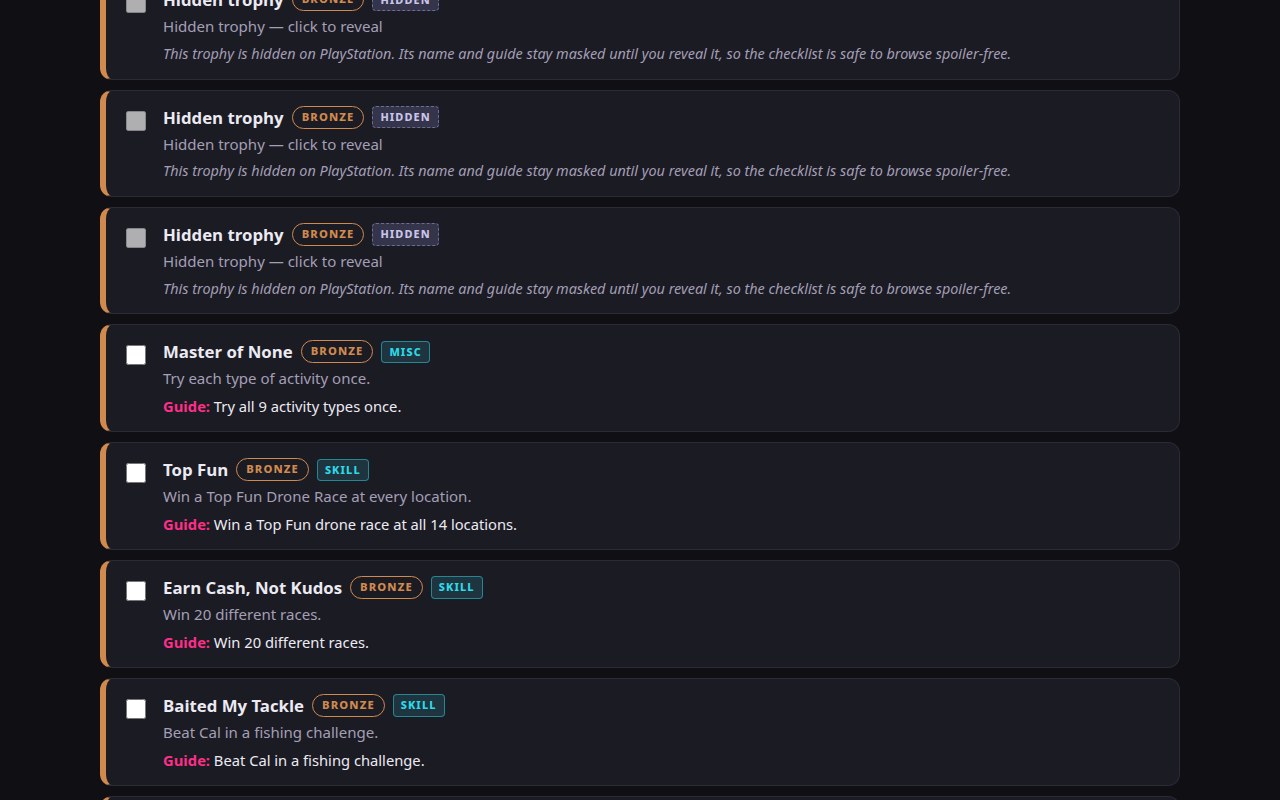 Hidden trophy BRONZE HIDDEN
Hidden trophy — click to reveal
This trophy is hidden on PlayStation. Its name and guide stay masked until you reveal it, so the checklist is safe to browse spoiler-free.
Hidden trophy BRONZE HIDDEN
Hidden trophy — click to reveal
This trophy is hidden on PlayStation. Its name and guide stay masked until you reveal it, so the checklist is safe to browse spoiler-free.
Hidden trophy BRONZE HIDDEN
Hidden trophy — click to reveal
This trophy is hidden on PlayStation. Its name and guide stay masked until you reveal it, so the checklist is safe to browse spoiler-free.
Master of None BRONZE MISC
Try each type of activity once.
Guide: Try all 9 activity types once.
Top Fun BRONZE SKILL
Win a Top Fun Drone Race at every location.
Guide: Win a Top Fun drone race at all 14 locations.
Earn Cash, Not Kudos BRONZE SKILL
Win 20 different races.
Guide: Win 20 different races.
Baited My Tackle BRONZE SKILL
Beat Cal in a fishing challenge.
Guide: Beat Cal in a fishing challenge.